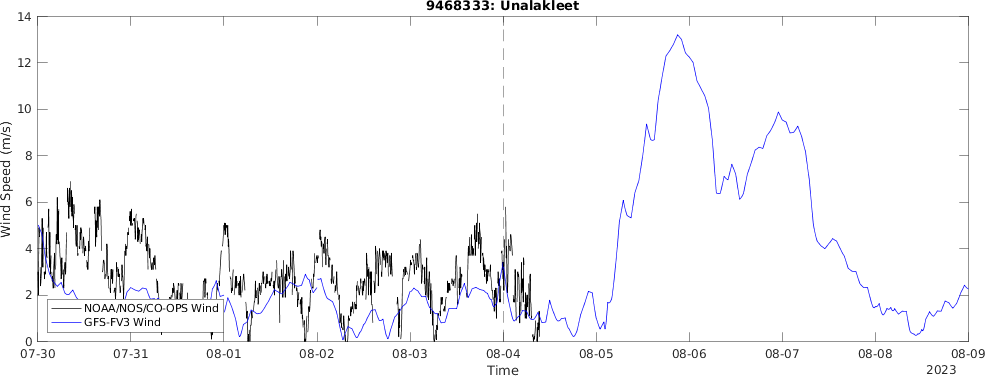 9468333: Unalakleet
14
12
10
8
6
4
2
0
Wind Speed (m/s)
NOAA/NOS/CO-OPS Wind
GFS-FV3 Wind
07-30 07-31 08-01 08-02 08-03 08-04 08-05 08-06 08-07 08-08 08-09
Time
2023